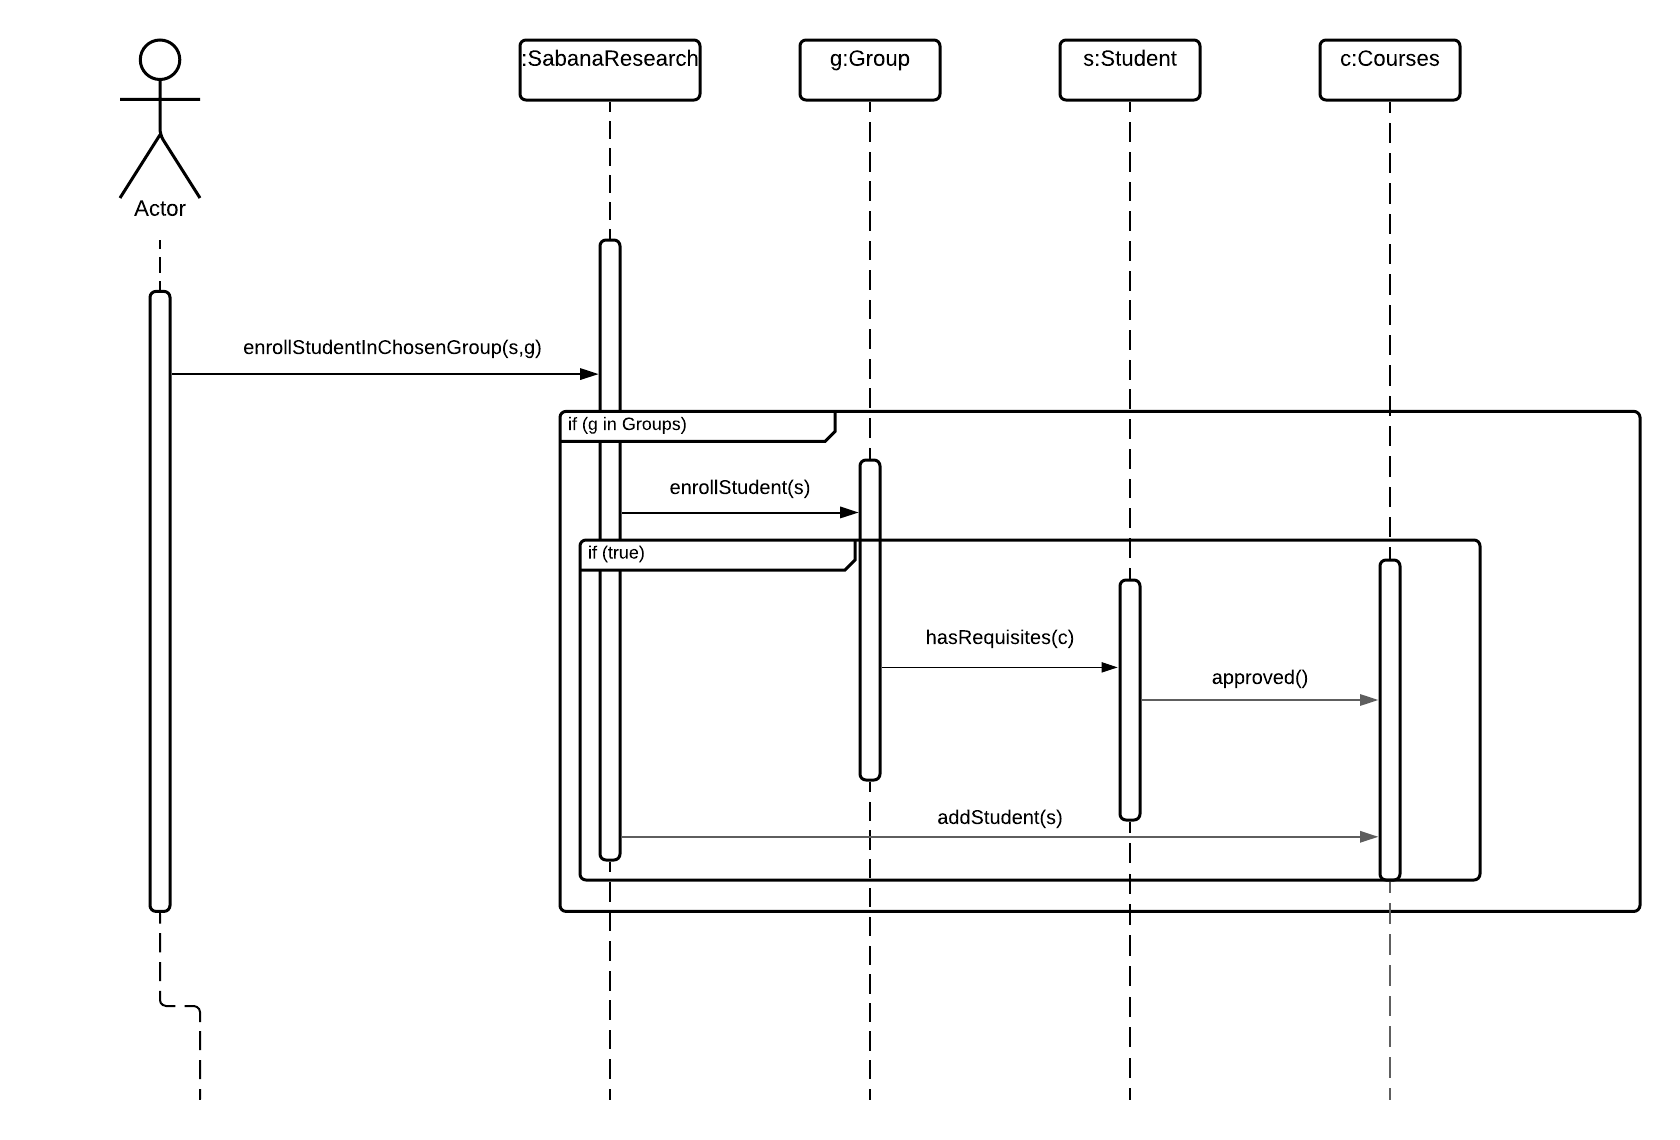 :SabanaResearch
g:Group
s:Student
c:Courses
Actor
enrollStudentInChosenGroup(s,g)
if (g in Groups)
enrollStudent(s)
if (true)
hasRequisites(c)
approved()
addStudent(s)